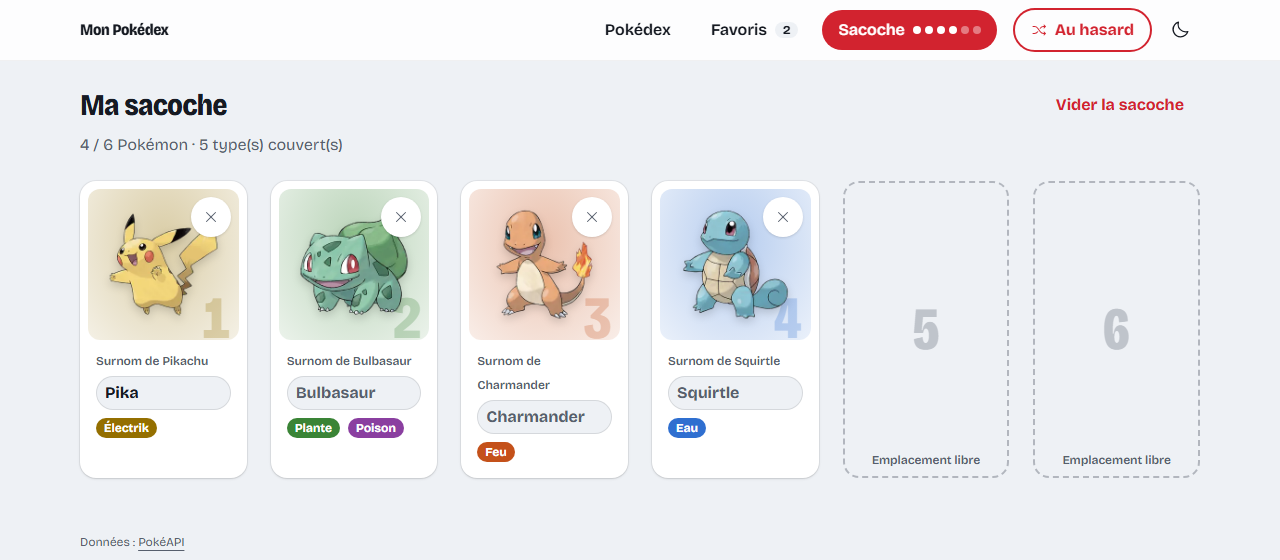 Mon Pokédex
Pokédex
Favoris 2
Sacoche
Au hasard
Ma sacoche
Vider la sacoche
4 / 6 Pokémon · 5 type(s) couvert(s)
1
Surnom de Pikachu
Pika
Électrik
2
Surnom de Bulbasaur
Bulbasaur
Plante Poison
3
Surnom de
Charmander
Charmander
Feu
4
Surnom de Squirtle
Squirtle
Eau
5
Emplacement libre
6
Emplacement libre
Données : PokéAPI